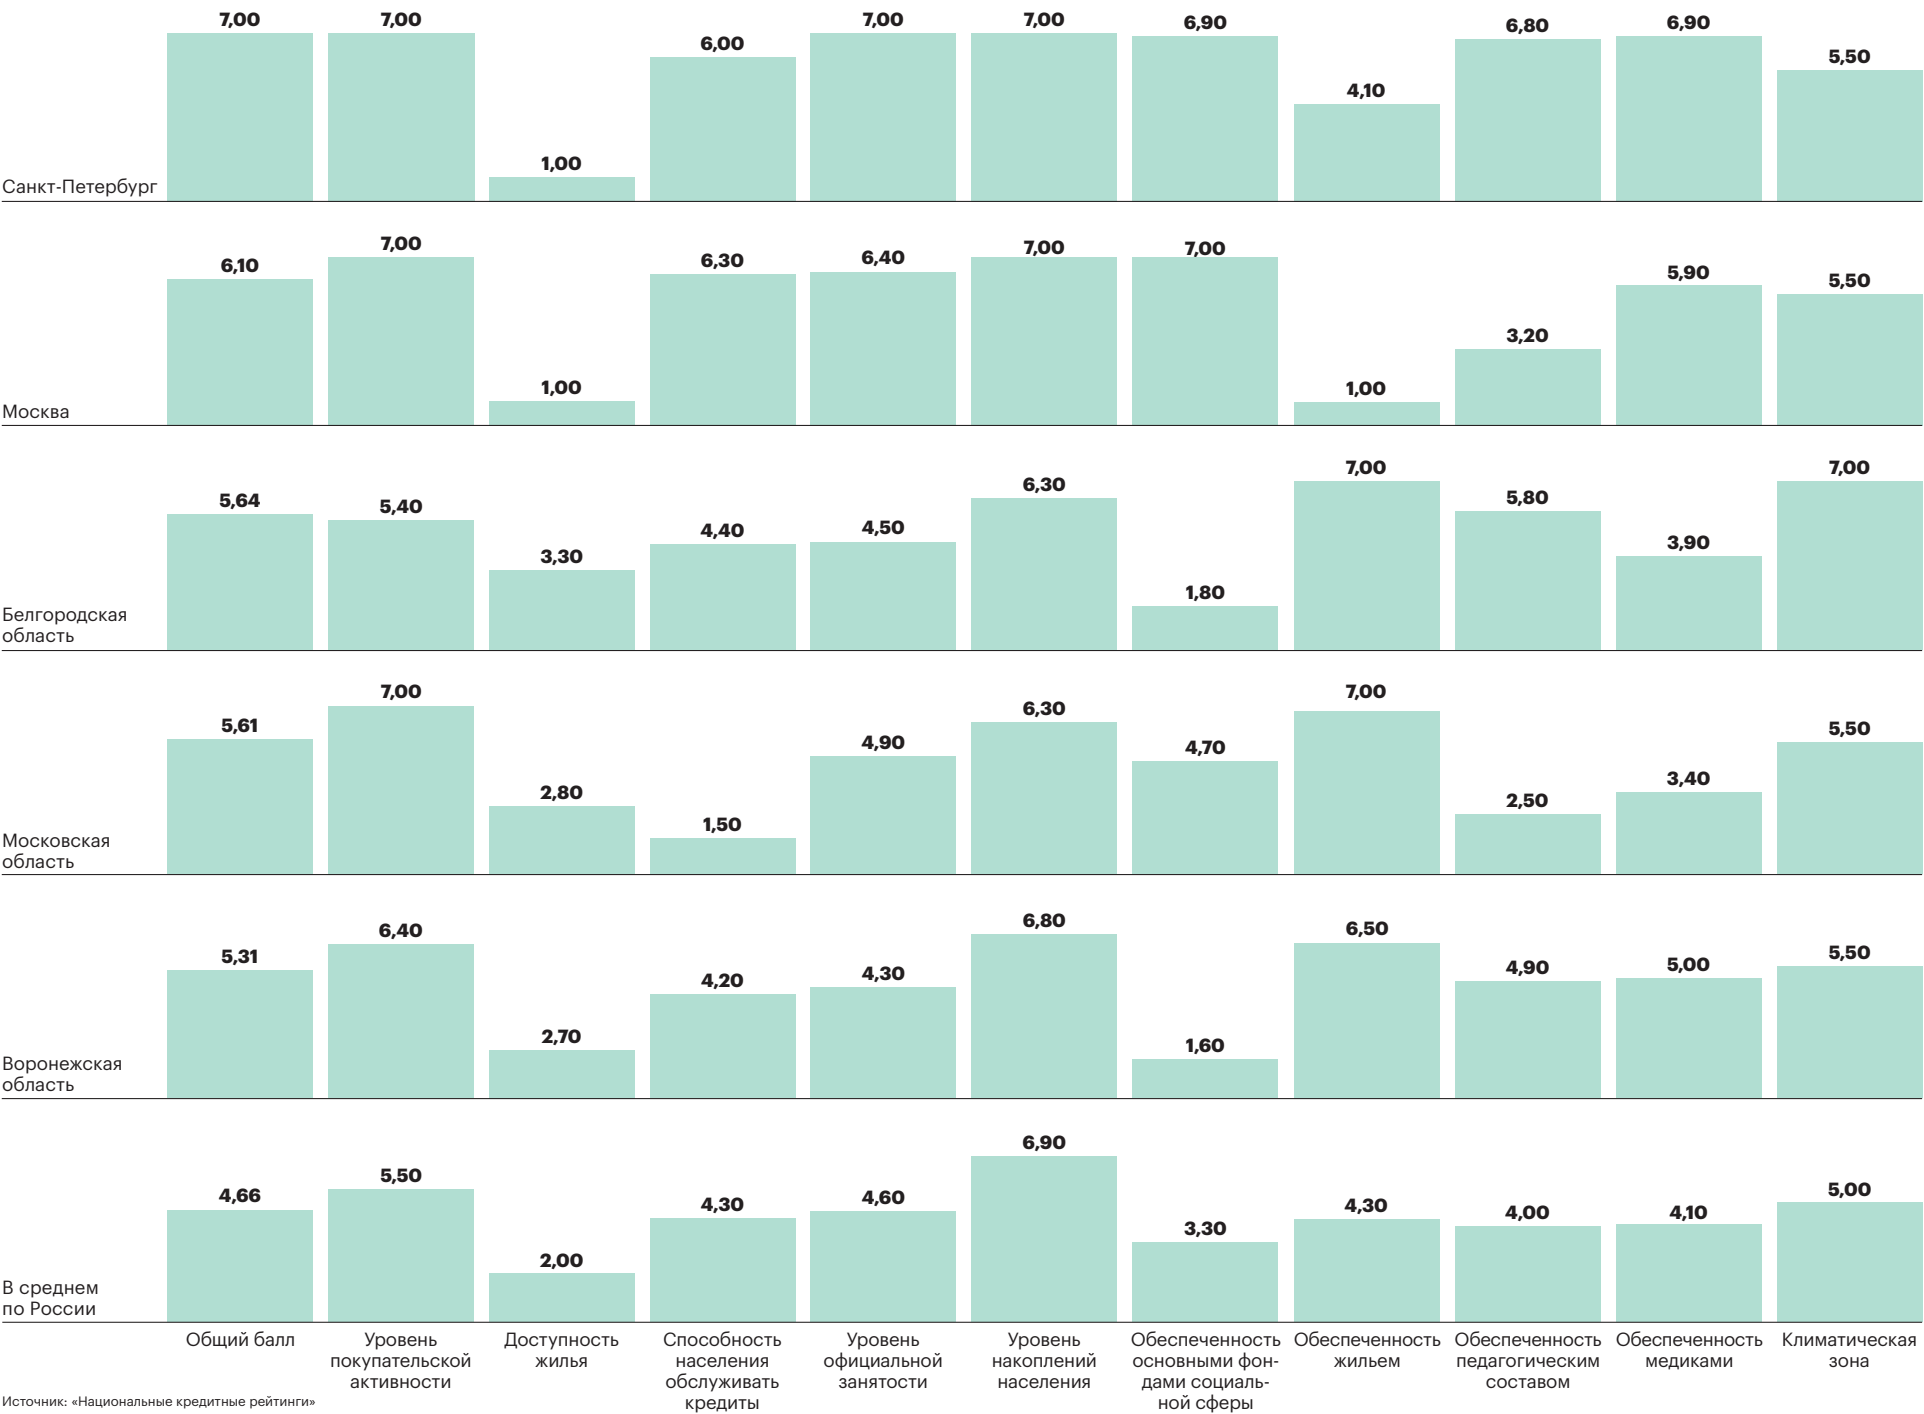 7,00
7,00
1,00
6,00
7,00
7,00
6,90
4,10
6,80
6,90
5,50
Санкт-Петербург
6,10
7,00
1,00
6,30
6,40
7,00
7,00
1,00
3,20
5,90
5,50
Москва
5,64
5,40
3,30
4,40
4,50
6,30
1,80
7,00
5,80
3,90
7,00
Белгородская
область
5,61
7,00
2,80
1,50
4,90
6,30
4,70
7,00
2,50
3,40
5,50
Московская
область
5,31
6,40
2,70
4,20
4,30
6,80
1,60
6,50
4,90
5,00
5,50
Воронежская
область
4,66
5,50
2,00
4,30
4,60
6,90
3,30
4,30
4,00
4,10
5,00
В среднем
по России
Общий балл
Уровень
покупательской
активности
Доступность
жилья
Способность
населения
обслуживать
кредиты
Уровень
официальной
занятости
Уровень
накоплений
населения
Обеспеченность
основными фон-
дами социаль-
ной сферы
Обеспеченность
жильем
Обеспеченность
педагогическим
составом
Обеспеченность
медиками
Климатическая
зона
Источник: «Национальные кредитные рейтинги»